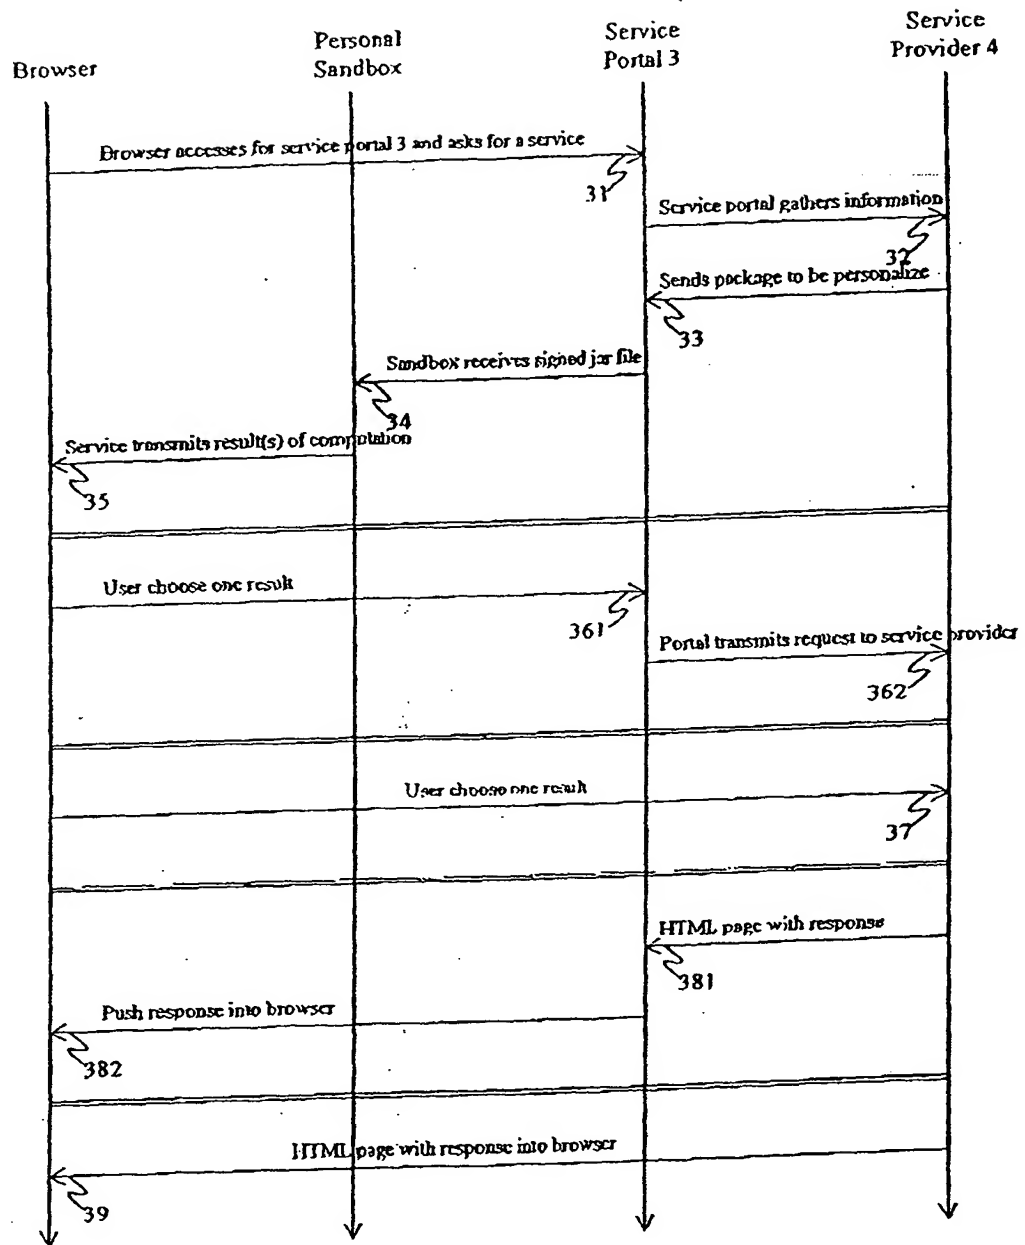 Browser
Personal
Sandbox
Service
Portal 3
Service
Provider 4
Browser accesses for service portal 3 and asks for a service
31
Service portal gathers information
32
Sends package to be personalize
33
Sandbox receives signed jar file
34
Service transmits result(s) of computation
35
User choose one result
361
Portal transmits request to service provider
362
User choose one result
37
HTML page with response
381
Push response into browser
382
HTML page with response into browser
39